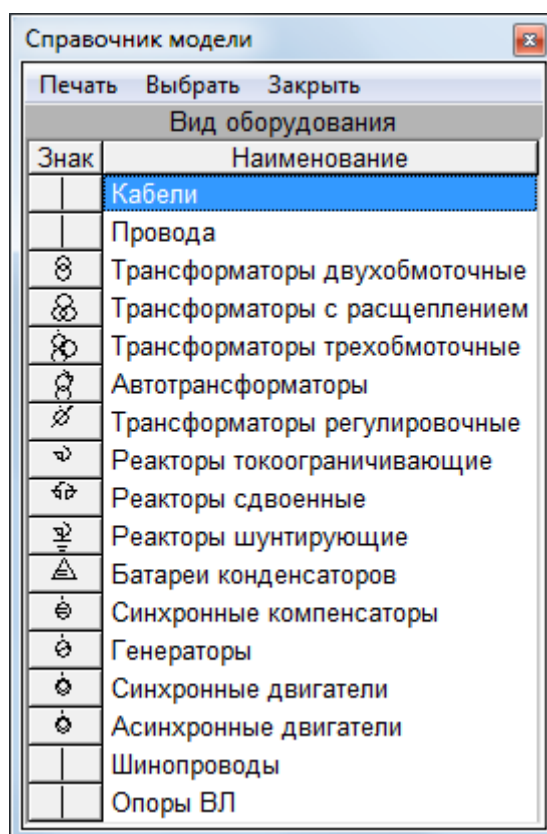 Справочник модели
Печать Выбрать Закрыть
Вид оборудования
Знак Наименование
Кабели
Провода
Трансформаторы двухобмоточные
Трансформаторы с расщеплением
Трансформаторы трехобмоточные
Автотрансформаторы
Трансформаторы регулировочные
Реакторы токоограничивающие
Реакторы сдвоенные
Реакторы шунтирующие
Батареи конденсаторов
Синхронные компенсаторы
Генераторы
Синхронные двигатели
Асинхронные двигатели
Шинопроводы
Опоры ВЛ